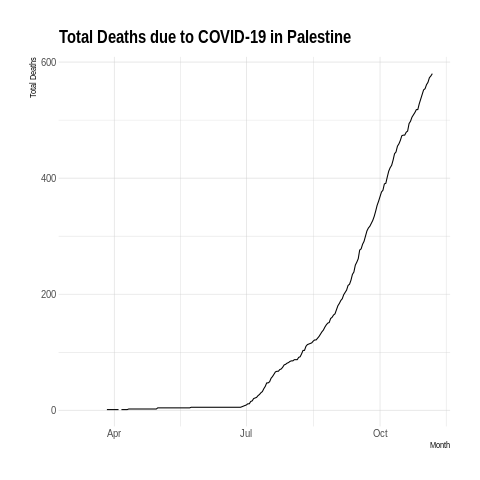 Total Deaths due to COVID-19 in Palestine
Total Deaths
600
400
200
0
Apr Jul Oct
Month